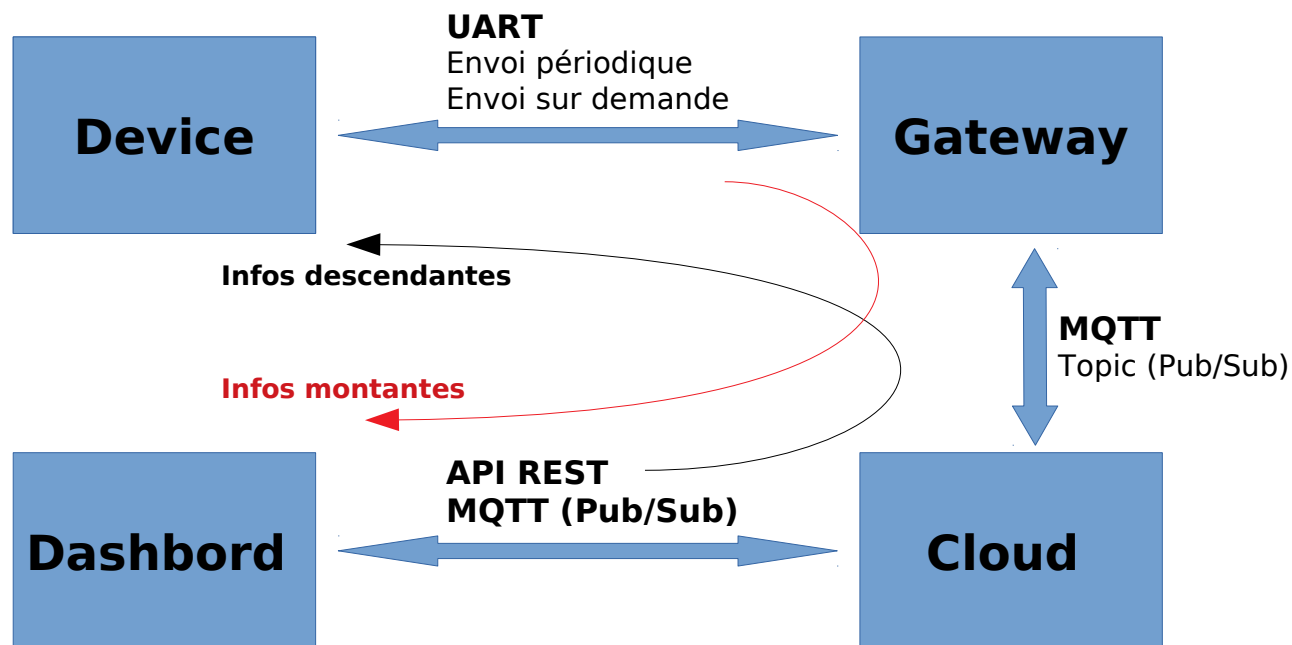 UART
Envoi périodique
Envoi sur demande
Device
Gateway
Infos descendantes
MQTT
Topic (Pub/Sub)
Infos montantes
API REST
MQTT (Pub/Sub)
Dashbord
Cloud